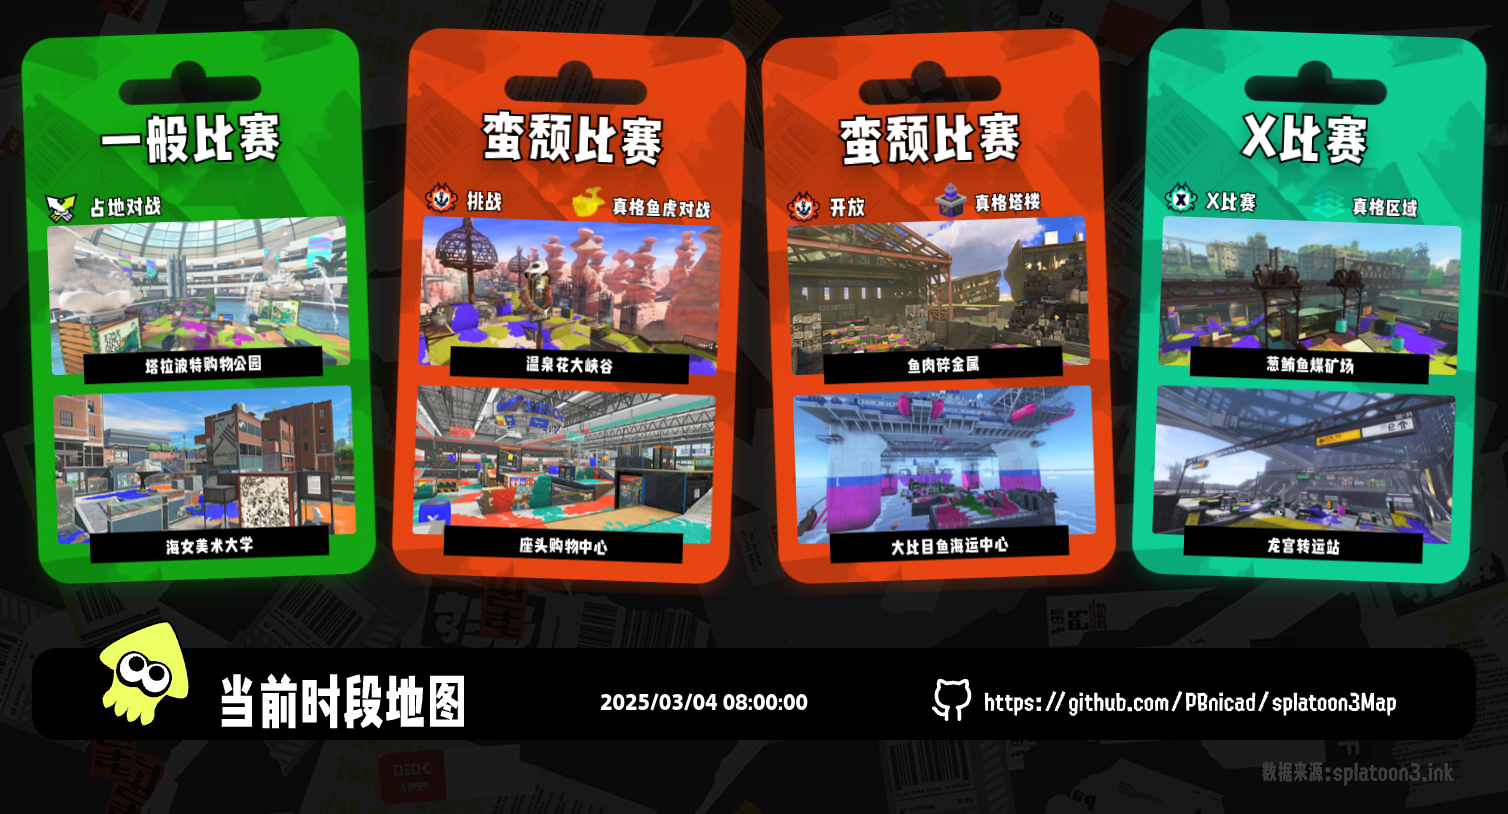 一般比赛
占地对战
塔拉波特购物公园
海女美术大学
蛮颓比赛
挑战
真格鱼虎对战
温泉花大峡谷
座头购物中心
蛮颓比赛
开放
真格塔楼
鱼肉碎金属
大比目鱼海运中心
X比赛
X比赛
真格区域
葱鲔鱼煤矿场
龙宫转运站
当前时段地图
2025/03/04 08:00:00
https://github.com/PBnicad/splatoon3Map
数据来源:splatoon3.ink